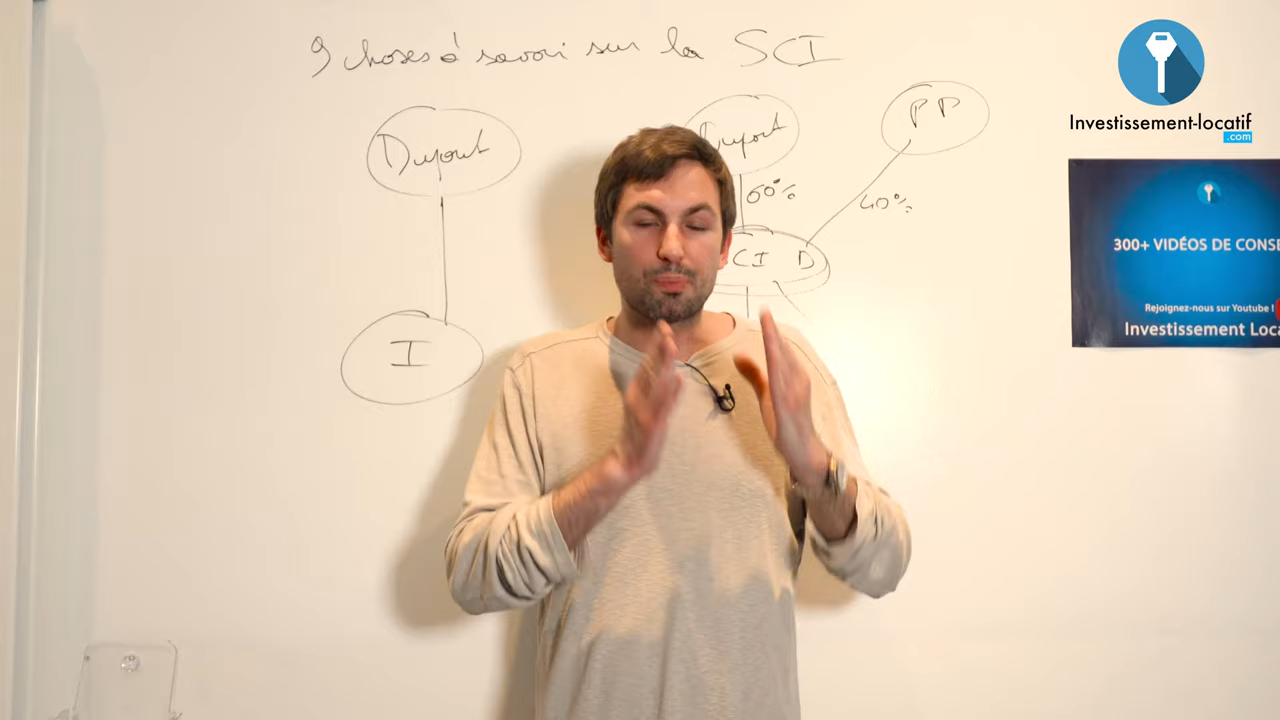 9 choses à savoir sur la SCI
Dupont
Dupont
PP
60%
40%
CI D
I
Investissement-locatif
.com
300+ VIDÉOS DE CONSE
Rejoignez-nous sur Youtube !
Investissement Loca